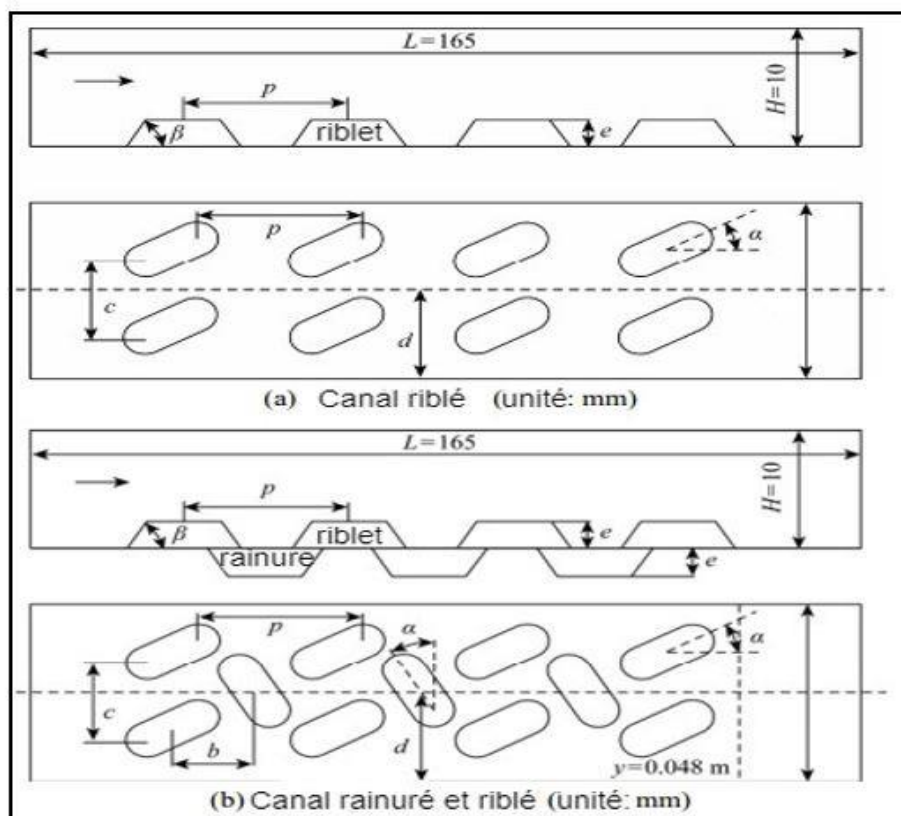 L=165
H=10
p
β
riblet
e
p
α
c
d
(a) Canal riblé (unité: mm)
L=165
H=10
p
β
riblet
e
rainure
e
p
α
α
c
b
d
y=0.048 m
(b) Canal rainuré et riblé (unité: mm)